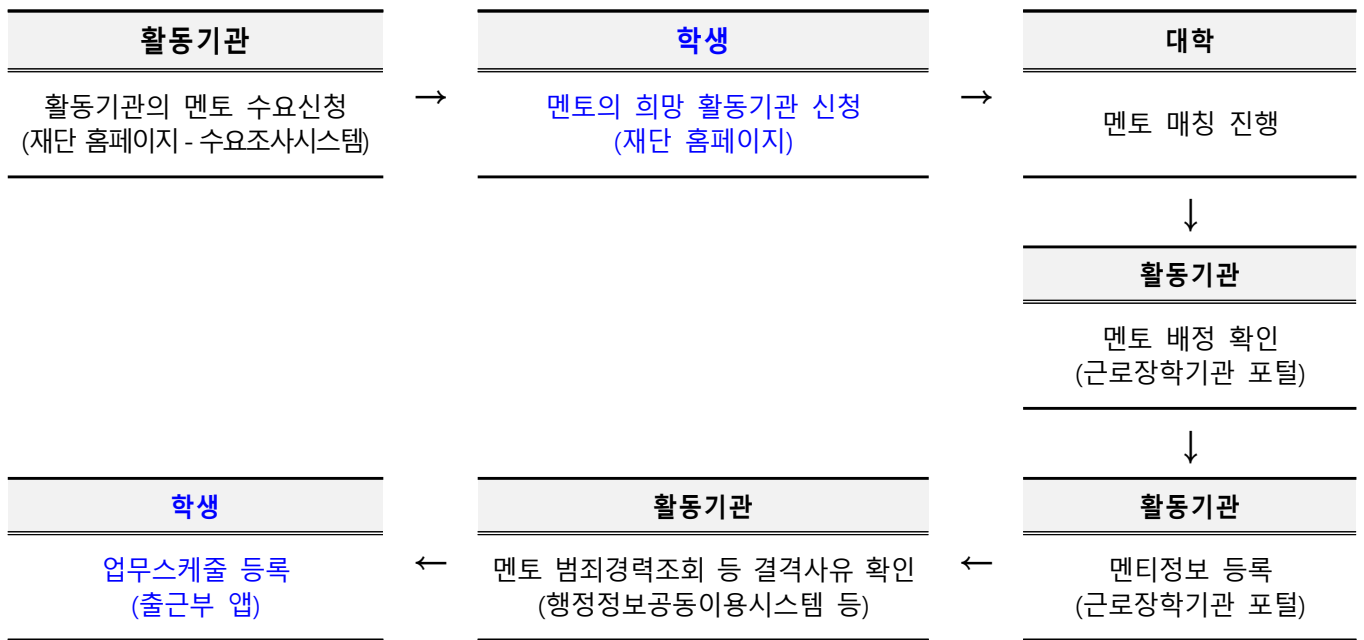 활동기관
활동기관의 멘토 수요신청
(재단 홈페이지 - 수요조사시스템)
→
학생
멘토의 희망 활동기관 신청
(재단 홈페이지)
→
대학
멘토 매칭 진행
↓
활동기관
멘토 배정 확인
(근로장학기관 포털)
↓
활동기관
멘티정보 등록
(근로장학기관 포털)
←
활동기관
멘토 범죄경력조회 등 결격사유 확인
(행정정보공동이용시스템 등)
←
학생
업무스케줄 등록
(출근부 앱)